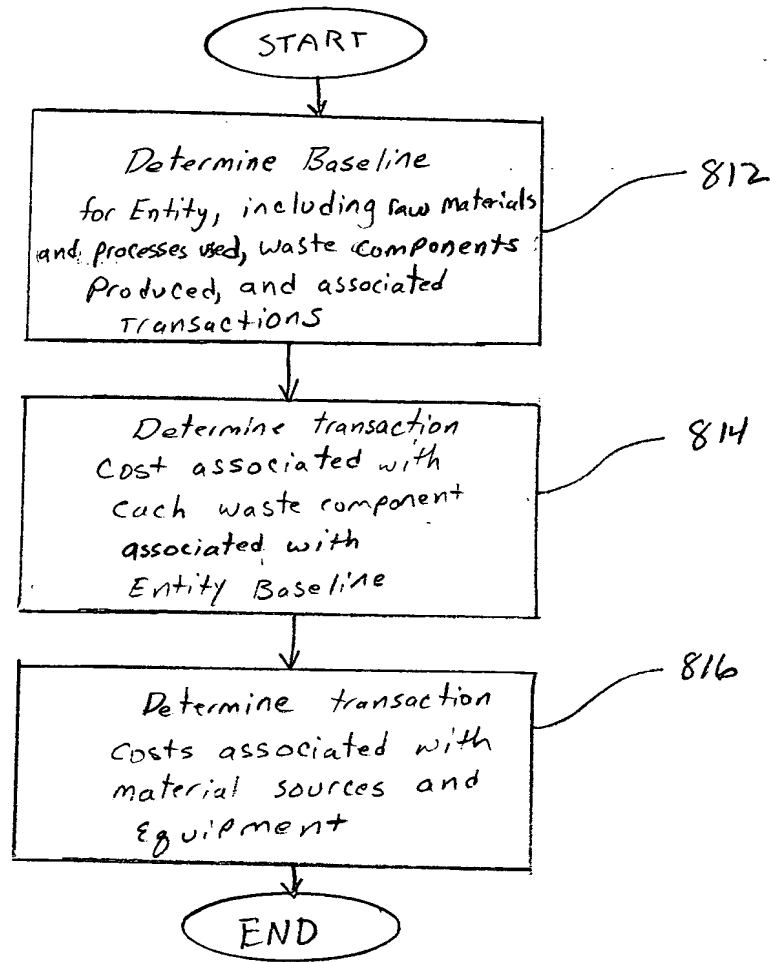 START
Determine Baseline
for Entity, including raw materials
and processes used, waste components
Produced, and associated
Transactions
812
Determine transaction
Cost associated with
each waste component
associated with
Entity Baseline
814
Determine transaction
costs associated with
material sources and
Equipment
816
END